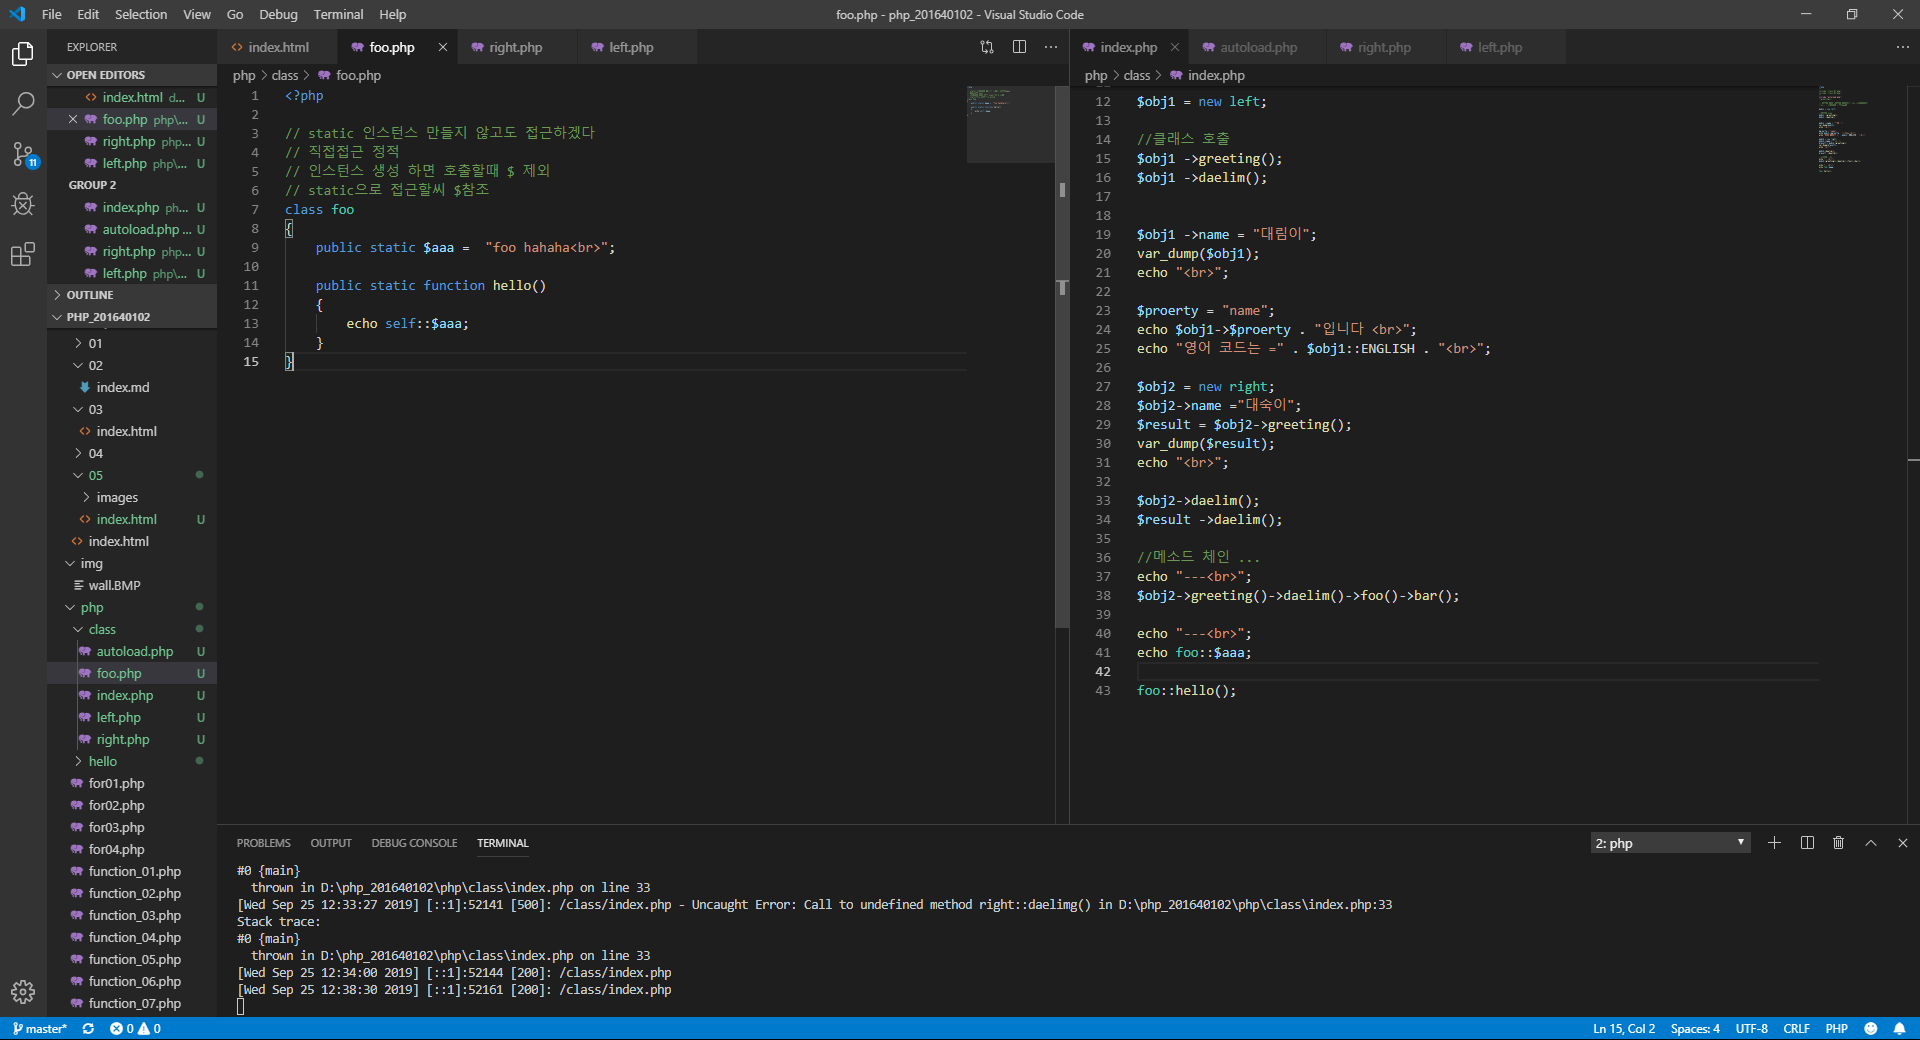 File Edit Selection View Go Debug Terminal Help
foo.php - php_201640102 - Visual Studio Code
EXPLORER
OPEN EDITORS
index.html d... U
foo.php php\... U
right.php php... U
left.php php\... U
GROUP 2
index.php ph... U
autoload.php ... U
right.php php... U
left.php php\... U
OUTLINE
PHP_201640102
01
02
index.md
03
index.html
04
05
images
index.html U
index.html
img
wall.BMP
php
class
autoload.php U
foo.php U
index.php U
left.php U
right.php U
hello
for01.php
for02.php
for03.php
for04.php
function_01.php
function_02.php
function_03.php
function_04.php
function_05.php
function_06.php
function_07.php
11
index.html foo.php right.php left.php
php > class > foo.php
1 <?php
2
3 // static 인스턴스 만들지 않고도 접근하겠다
4 // 직접접근 정적
5 // 인스턴스 생성 하면 호출할때 $ 제외
6 // static으로 접근할씨 $참조
7 class foo
8 {
9 public static $aaa =  "foo hahaha<br>";
10
11 public static function hello()
12 {
13 echo self::$aaa;
14 }
15 }
index.php autoload.php right.php left.php
php > class > index.php
12 $obj1 = new left;
13
14 //클래스 호출
15 $obj1 ->greeting();
16 $obj1 ->daelim();
17
18
19 $obj1 ->name = "대림이";
20 var_dump($obj1);
21 echo "<br>";
22
23 $proerty = "name";
24 echo $obj1->$proerty . "입니다 <br>";
25 echo "영어 코드는 =" . $obj1::ENGLISH . "<br>";
26
27 $obj2 = new right;
28 $obj2->name ="대숙이";
29 $result = $obj2->greeting();
30 var_dump($result);
31 echo "<br>";
32
33 $obj2->daelim();
34 $result ->daelim();
35
36 //메소드 체인 ...
37 echo "---<br>";
38 $obj2->greeting()->daelim()->foo()->bar();
39
40 echo "---<br>";
41 echo foo::$aaa;
42
43 foo::hello();
PROBLEMS OUTPUT DEBUG CONSOLE TERMINAL
2: php
#0 {main}
thrown in D:\php_201640102\php\class\index.php on line 33
[Wed Sep 25 12:33:27 2019] [::1]:52141 [500]: /class/index.php - Uncaught Error: Call to undefined method right::daelimg() in D:\php_201640102\php\class\index.php:33
Stack trace:
#0 {main}
thrown in D:\php_201640102\php\class\index.php on line 33
[Wed Sep 25 12:34:00 2019] [::1]:52144 [200]: /class/index.php
[Wed Sep 25 12:38:30 2019] [::1]:52161 [200]: /class/index.php
master* 0 0
Ln 15, Col 2 Spaces: 4 UTF-8 CRLF PHP